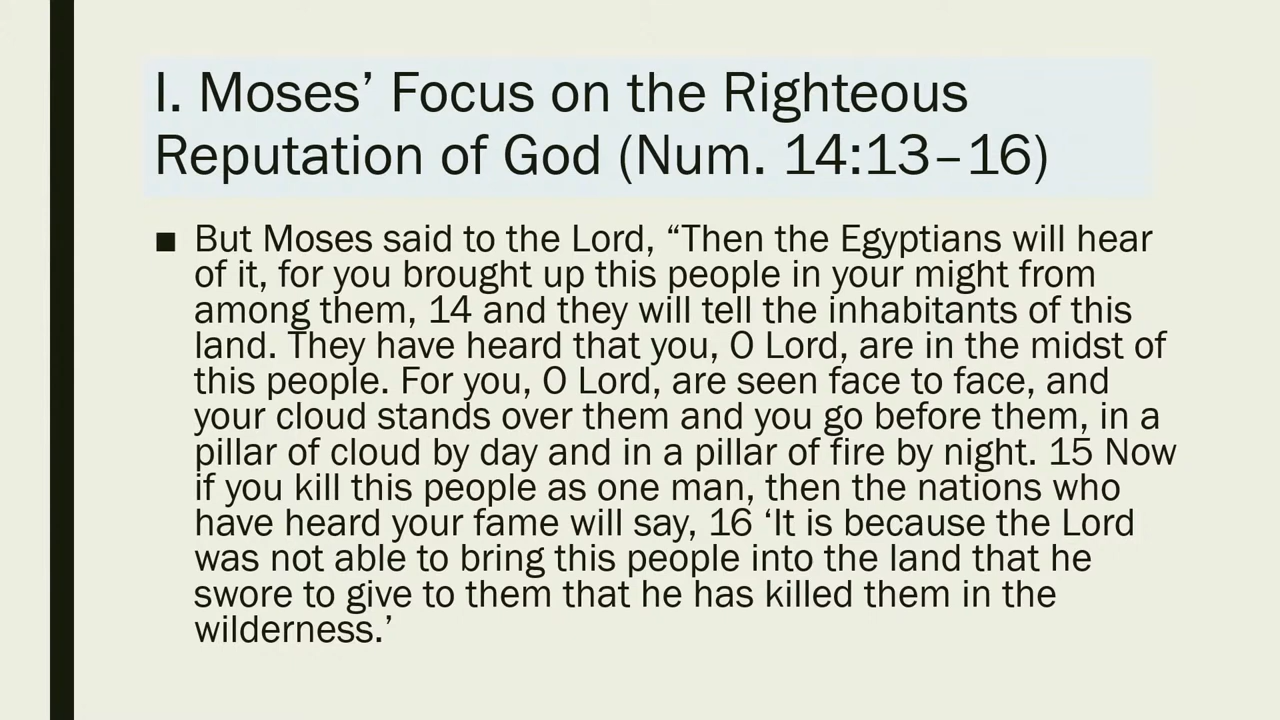 I. Moses’ Focus on the Righteous
Reputation of God (Num. 14:13–16)
■ But Moses said to the Lord, “Then the Egyptians will hear
of it, for you brought up this people in your might from
among them, 14 and they will tell the inhabitants of this
land. They have heard that you, O Lord, are in the midst of
this people. For you, O Lord, are seen face to face, and
your cloud stands over them and you go before them, in a
pillar of cloud by day and in a pillar of fire by night. 15 Now
if you kill this people as one man, then the nations who
have heard your fame will say, 16 ‘It is because the Lord
was not able to bring this people into the land that he
swore to give to them that he has killed them in the
wilderness.’